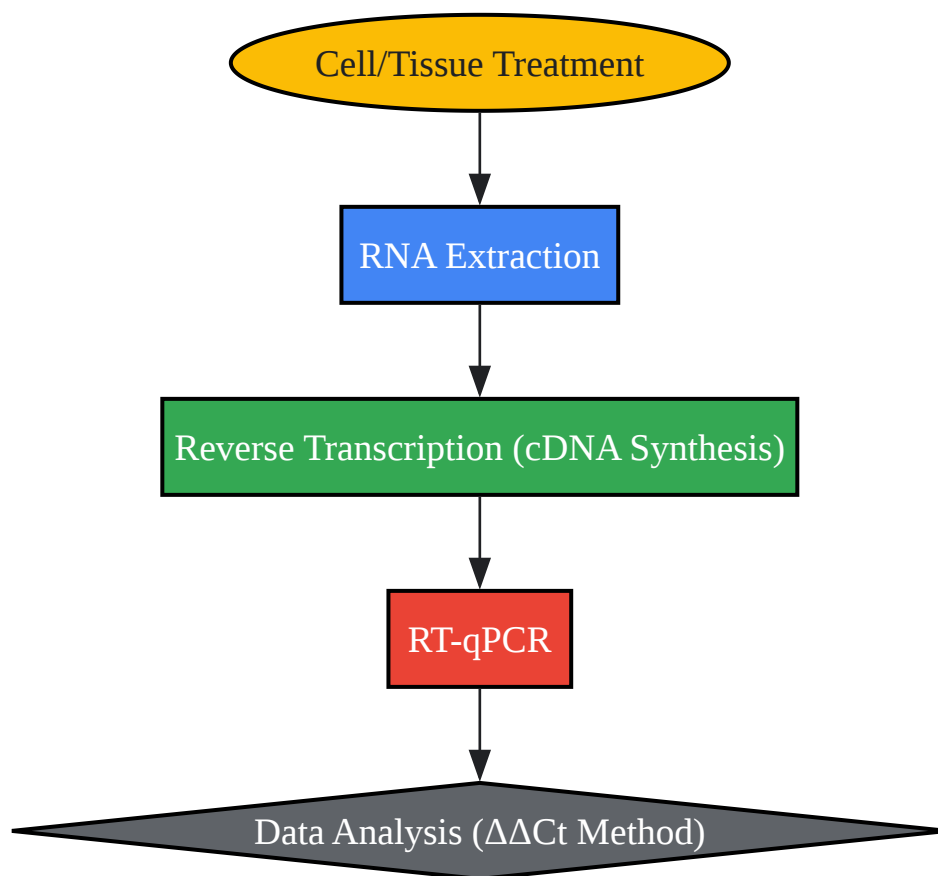 Cell/Tissue Treatment
RNA Extraction
Reverse Transcription (cDNA Synthesis)
RT-qPCR
Data Analysis (ΔΔCt Method)